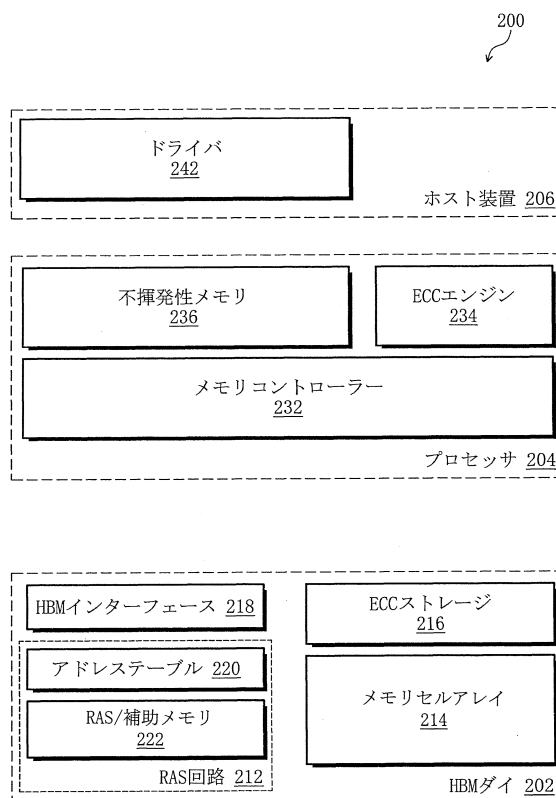 200
ドライバ
242
ホスト装置 206
不揮発性メモリ
236
ECCエンジン
234
メモリコントローラー
232
プロセッサ 204
HBMインターフェース 218
ECCストレージ
216
アドレステーブル 220
RAS/補助メモリ
222
メモリセルアレイ
214
RAS回路 212
HBMダイ 202